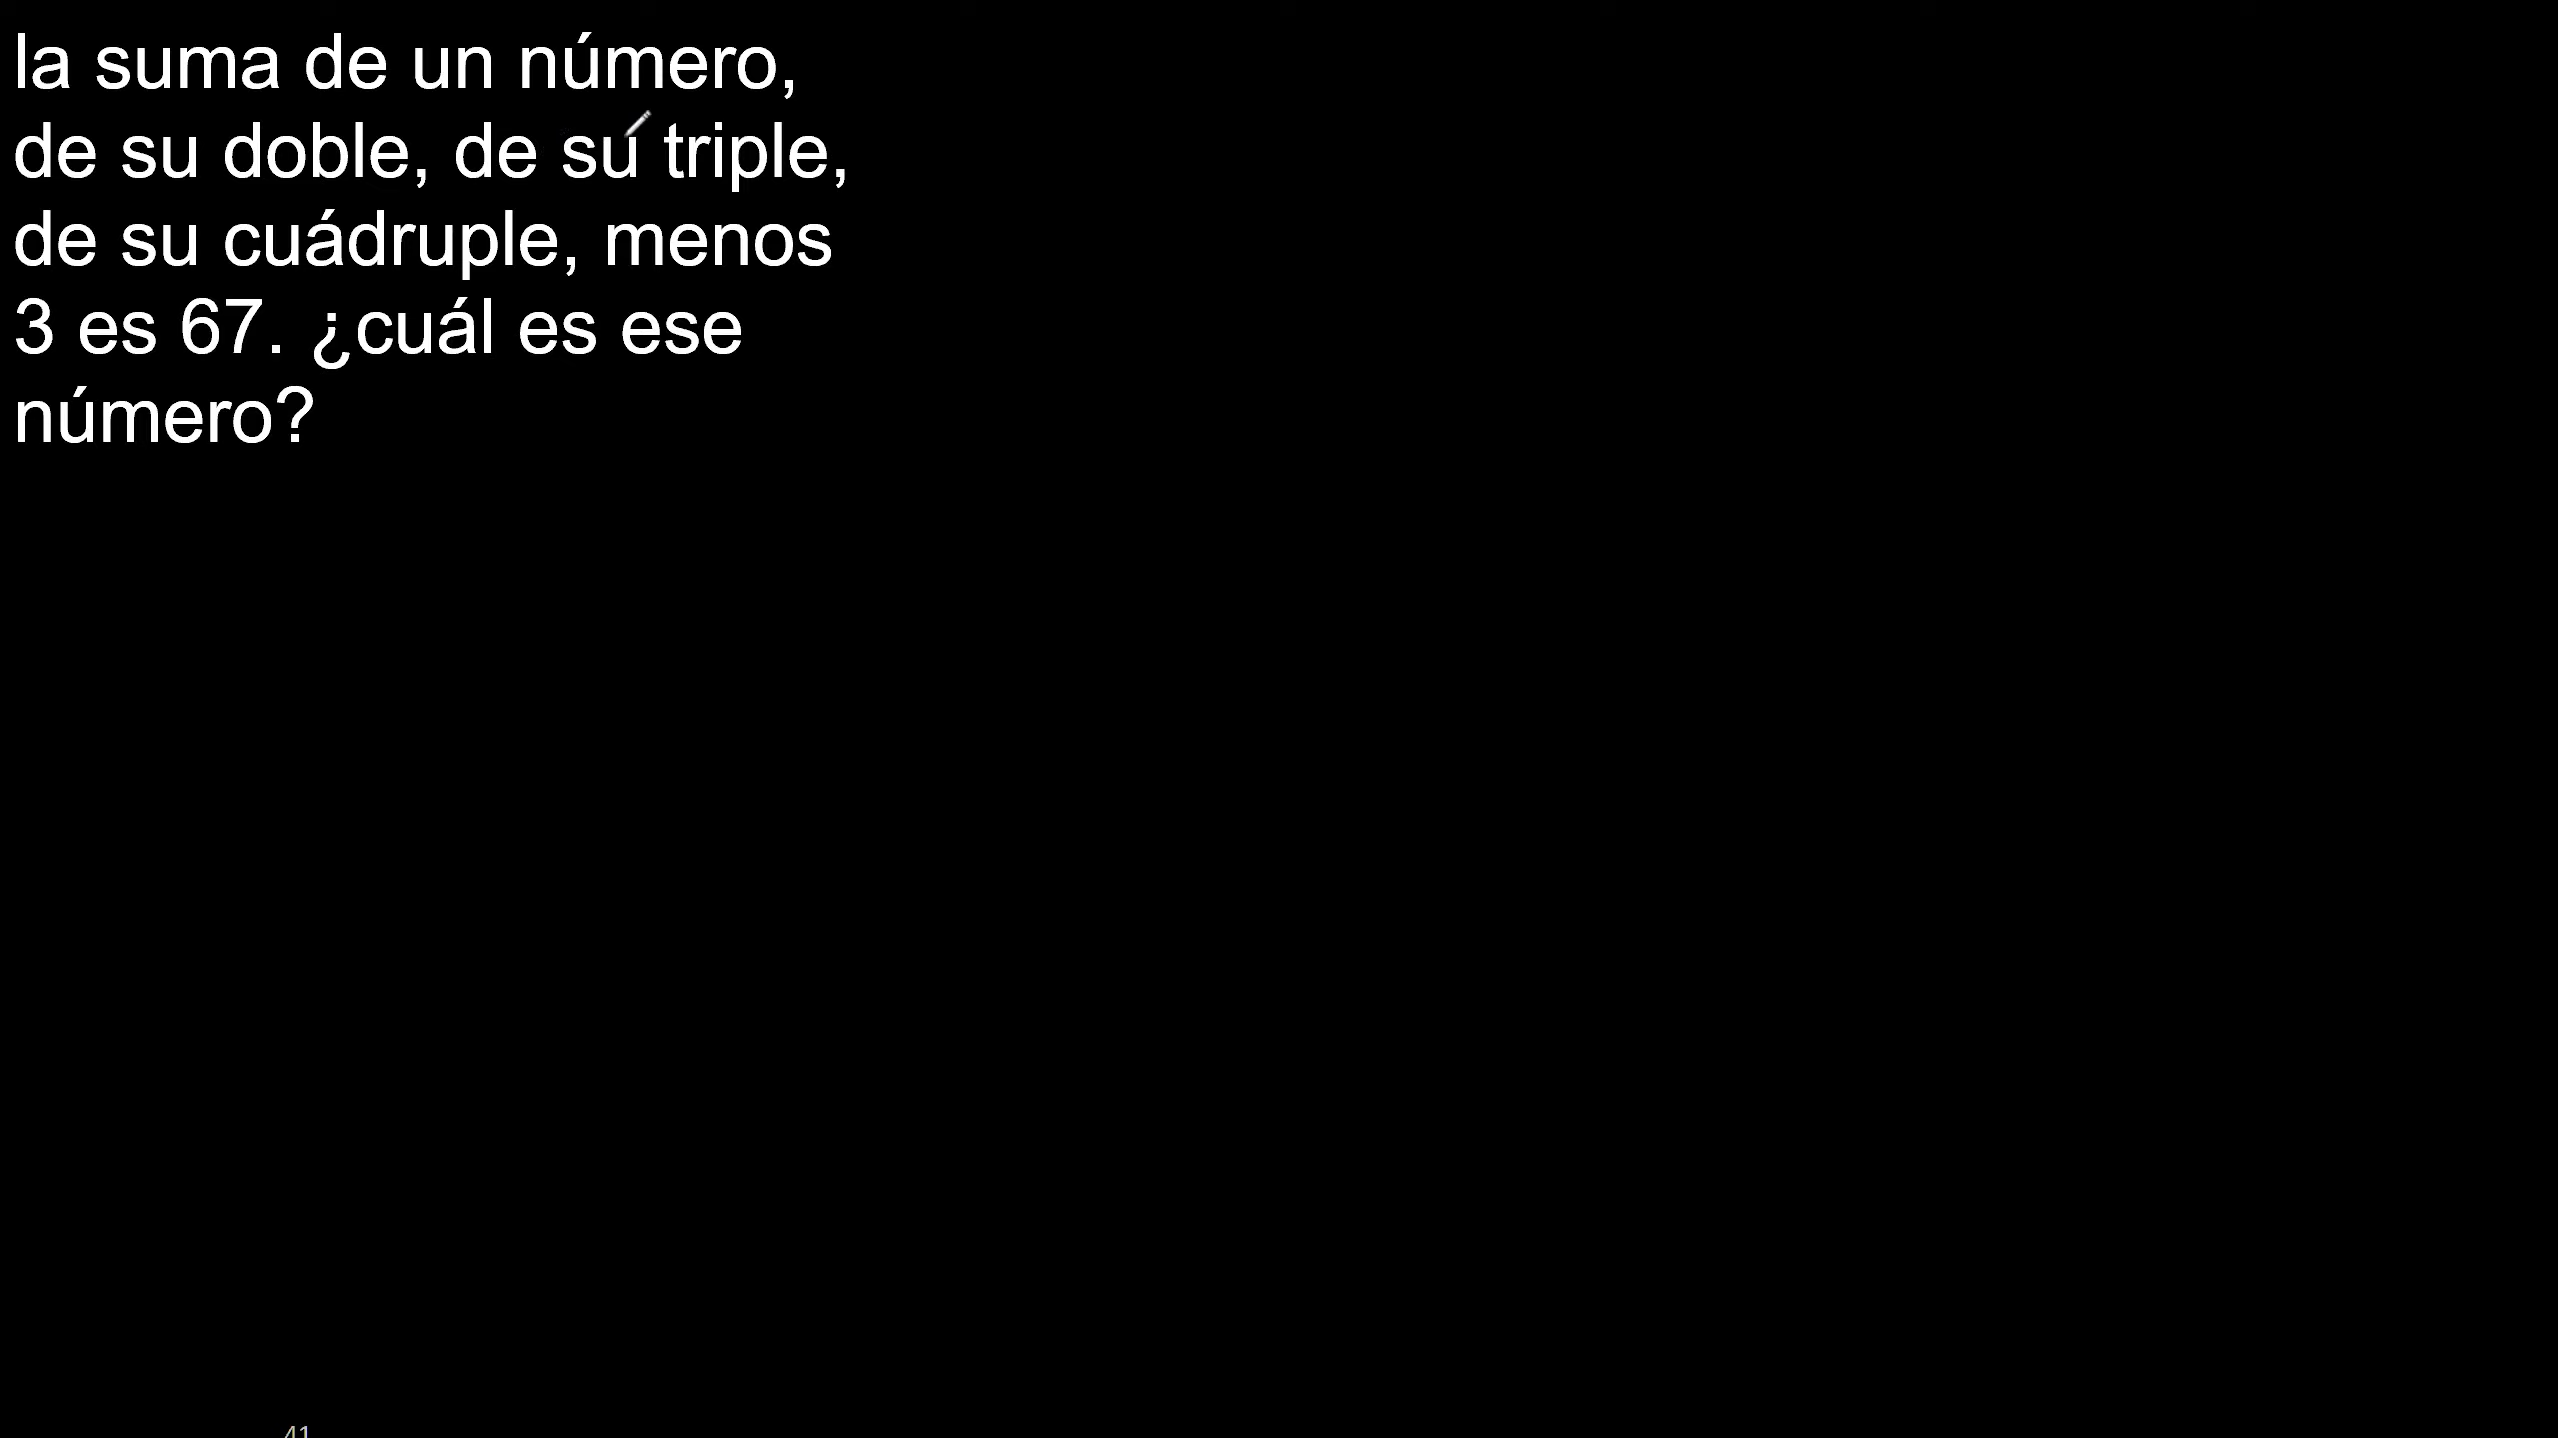 la suma de un número,
de su doble, de su triple,
de su cuádruple, menos
3 es 67. ¿cuál es ese
número?
41